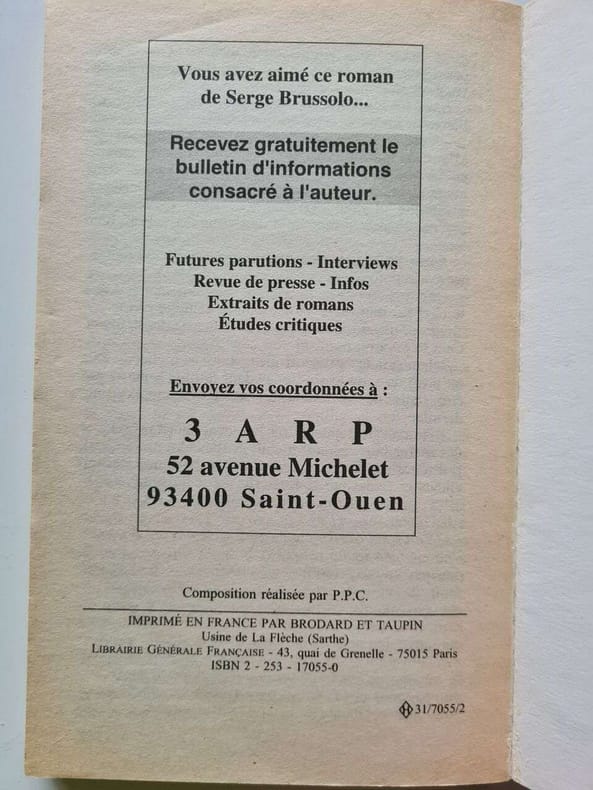 Vous avez aimé ce roman
de Serge Brussolo...
Recevez gratuitement le
bulletin d'informations
consacré à l'auteur.
Futures parutions - Interviews
Revue de presse - Infos
Extraits de romans
Études critiques
Envoyez vos coordonnées à :
3 A R P
52 avenue Michelet
93400 Saint-Ouen
Composition réalisée par P.P.C.
IMPRIMÉ EN FRANCE PAR BRODARD ET TAUPIN
Usine de La Flèche (Sarthe)
LIBRAIRIE GÉNÉRALE FRANÇAISE - 43, quai de Grenelle - 75015 Paris
ISBN 2 - 253 - 17055-0
31/7055/2